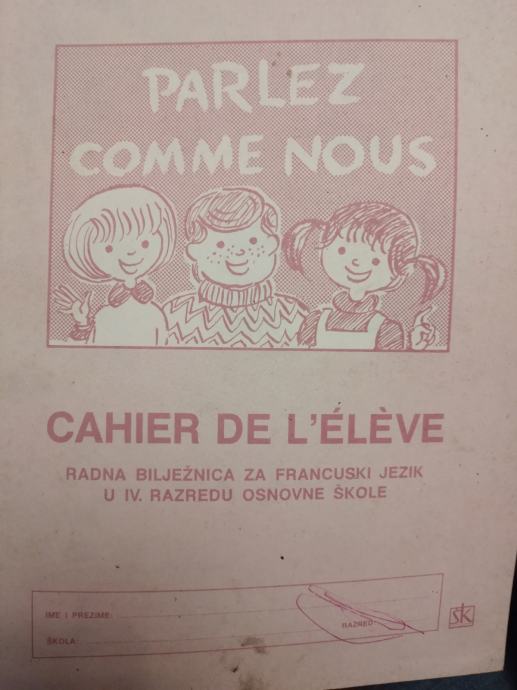 PARLEZ
COMME NOUS
CAHIER DE L'ÉLÈVE
RADNA BILJEŽNICA ZA FRANCUSKI JEZIK
U IV. RAZREDU OSNOVNE ŠKOLE
IME I PREZIME:
RAZRED:
ŠKOLA:
šk